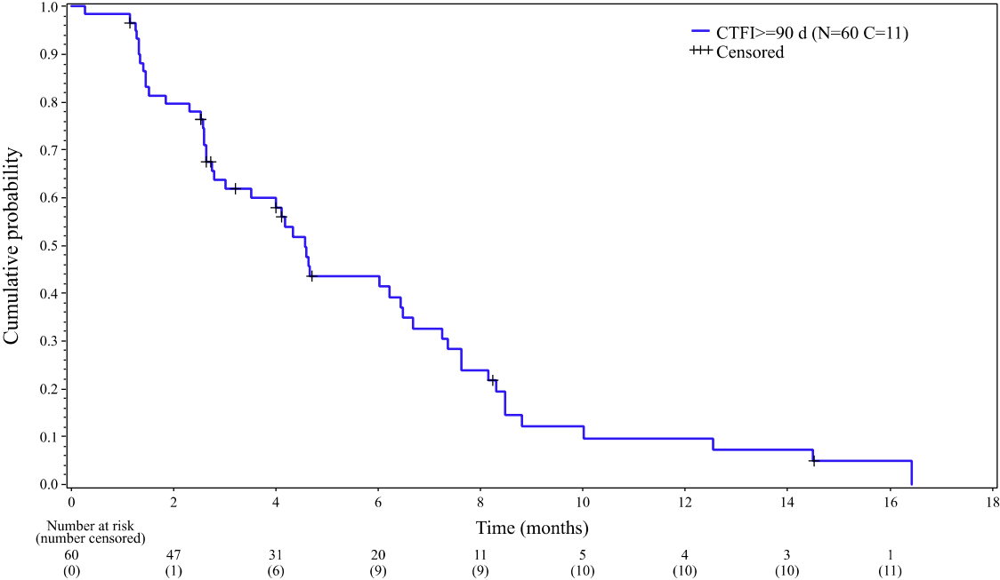 CTFI>=90 d (N=60 C=11)
Censored
Cumulative probability
1.0
0.9
0.8
0.7
0.6
0.5
0.4
0.3
0.2
0.1
0.0
0 2 4 6 8 10 12 14 16 18
Time (months)
Number at risk
(number censored)
60 47 31 20 11 5 4 3 1
(0) (1) (6) (9) (9) (10) (10) (10) (11)